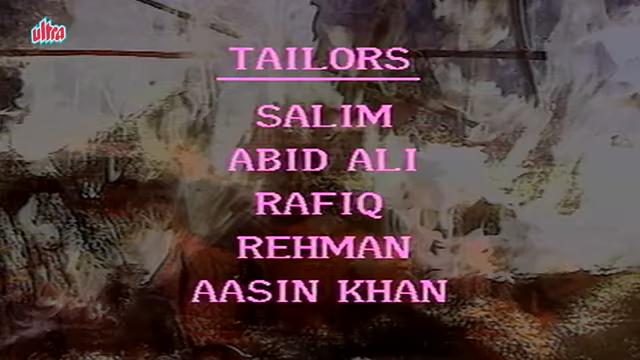 ultra
TAILORS
SALIM
ABID ALI
RAFIQ
REHMAN
AASIN KHAN